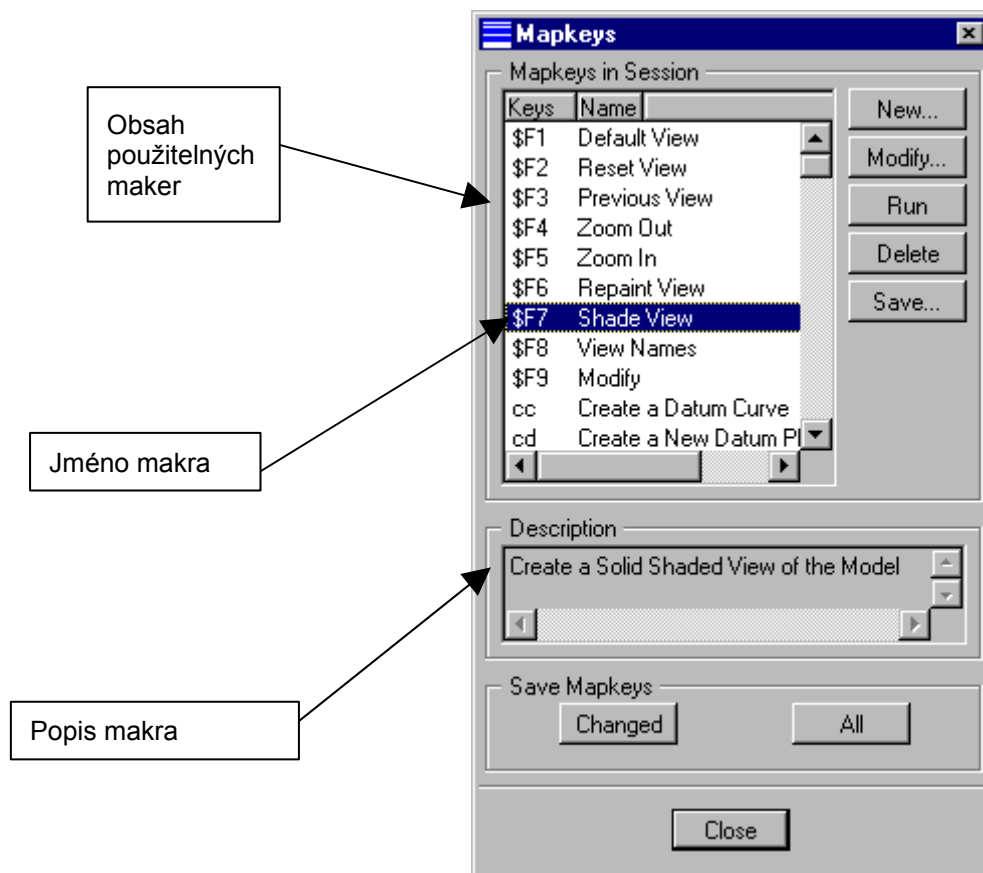 Mapkeys
Mapkeys in Session
Keys Name
$F1 Default View
$F2 Reset View
$F3 Previous View
$F4 Zoom Out
$F5 Zoom In
$F6 Repaint View
$F7 Shade View
$F8 View Names
$F9 Modify
cc Create a Datum Curve
cd Create a New Datum Pl
New...
Modify...
Run
Delete
Save...
Description
Create a Solid Shaded View of the Model
Save Mapkeys
Changed All
Close
Obsah
použitelných
maker
Jméno makra
Popis makra